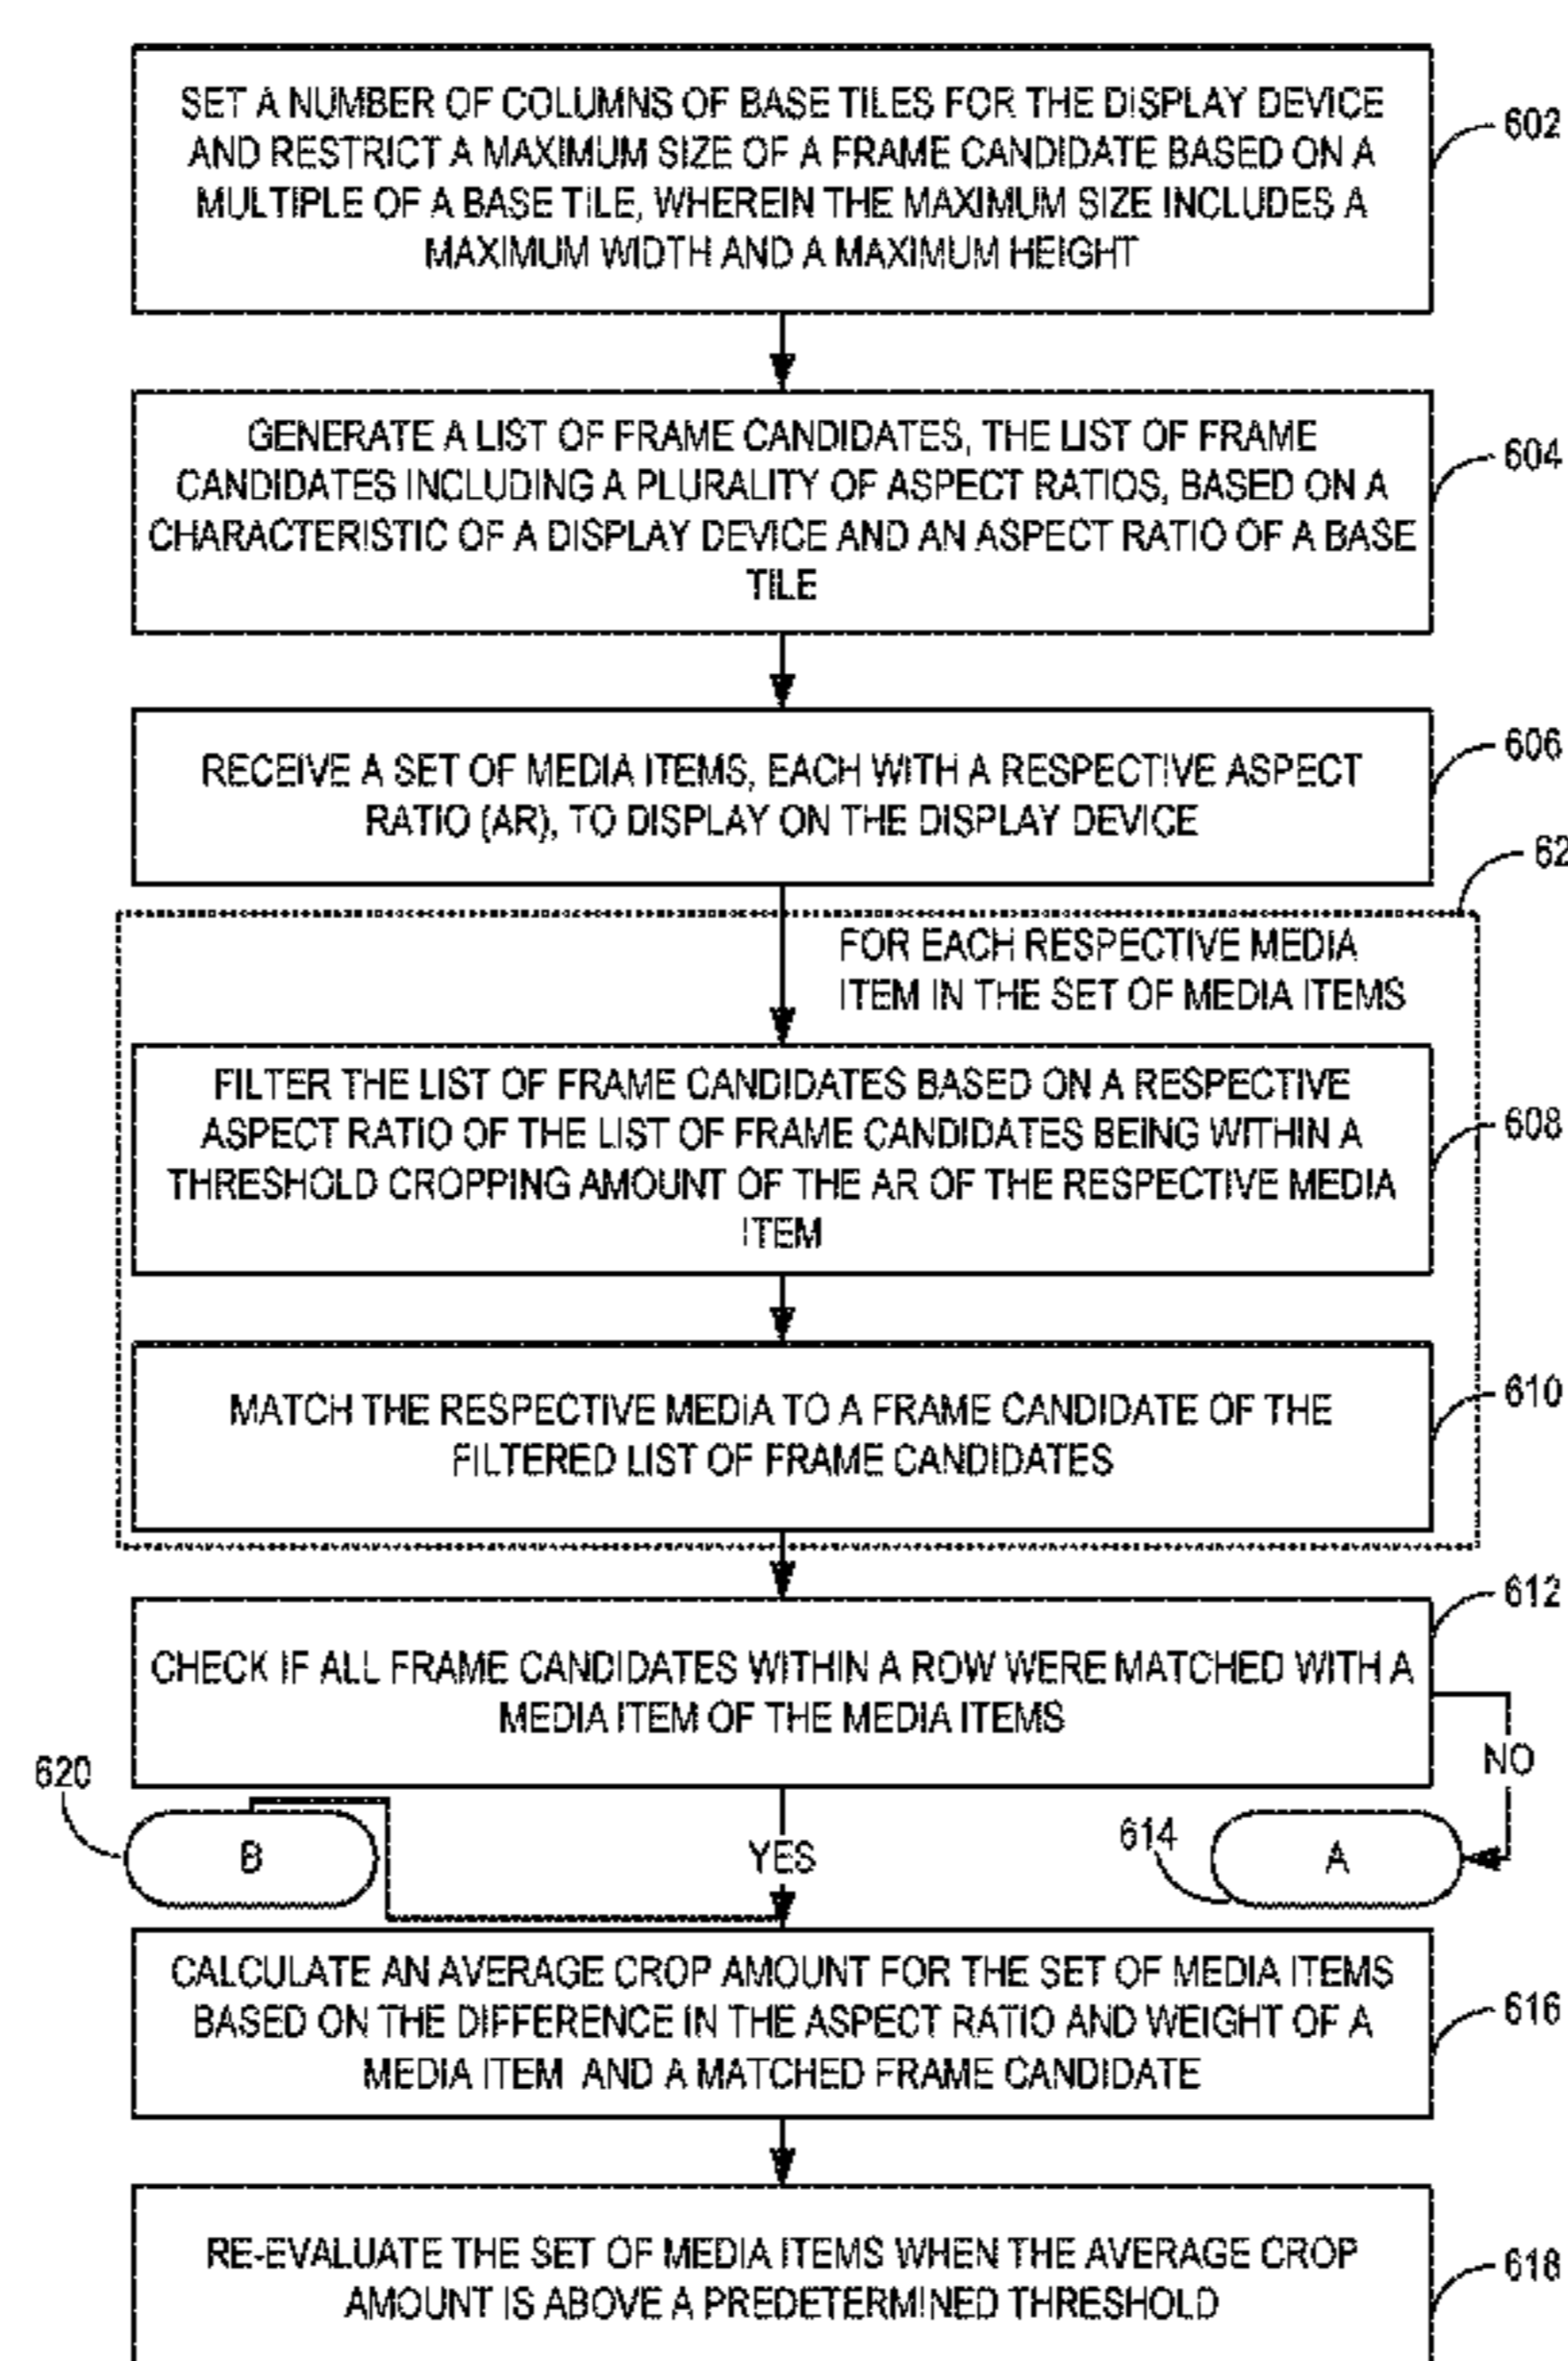 SET A NUMBER OF COLUMNS OF BASE TILES FOR THE DISPLAY DEVICE
AND RESTRICT A MAXIMUM SIZE OF A FRAME CANDIDATE BASED ON A
MULTIPLE OF A BASE TILE, WHEREIN THE MAXIMUM SIZE INCLUDES A
MAXIMUM WIDTH AND A MAXIMUM HEIGHT
602
GENERATE A LIST OF FRAME CANDIDATES, THE LIST OF FRAME
CANDIDATES INCLUDING A PLURALITY OF ASPECT RATIOS, BASED ON A
CHARACTERISTIC OF A DISPLAY DEVICE AND AN ASPECT RATIO OF A BASE
TILE
604
RECEIVE A SET OF MEDIA ITEMS, EACH WITH A RESPECTIVE ASPECT
RATIO (AR), TO DISPLAY ON THE DISPLAY DEVICE
606
62
FOR EACH RESPECTIVE MEDIA
ITEM IN THE SET OF MEDIA ITEMS
FILTER THE LIST OF FRAME CANDIDATES BASED ON A RESPECTIVE
ASPECT RATIO OF THE LIST OF FRAME CANDIDATES BEING WITHIN A
THRESHOLD CROPPING AMOUNT OF THE AR OF THE RESPECTIVE MEDIA
ITEM
608
MATCH THE RESPECTIVE MEDIA TO A FRAME CANDIDATE OF THE
FILTERED LIST OF FRAME CANDIDATES
610
612
CHECK IF ALL FRAME CANDIDATES WITHIN A ROW WERE MATCHED WITH A
MEDIA ITEM OF THE MEDIA ITEMS
NO
620
B
YES
614
A
CALCULATE AN AVERAGE CROP AMOUNT FOR THE SET OF MEDIA ITEMS
BASED ON THE DIFFERENCE IN THE ASPECT RATIO AND WEIGHT OF A
MEDIA ITEM AND A MATCHED FRAME CANDIDATE
616
RE-EVALUATE THE SET OF MEDIA ITEMS WHEN THE AVERAGE CROP
AMOUNT IS ABOVE A PREDETERMINED THRESHOLD
618